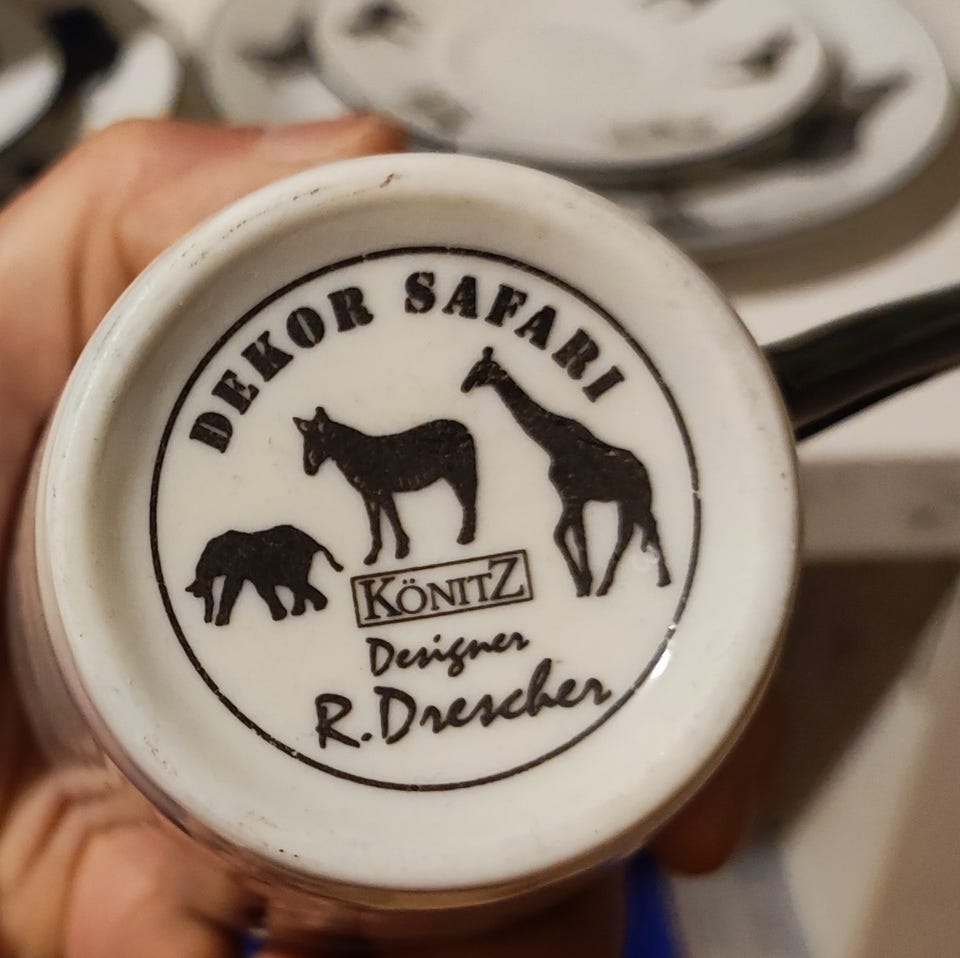 DEKOR SAFARI
KÖNITZ
Designer
R. Drescher